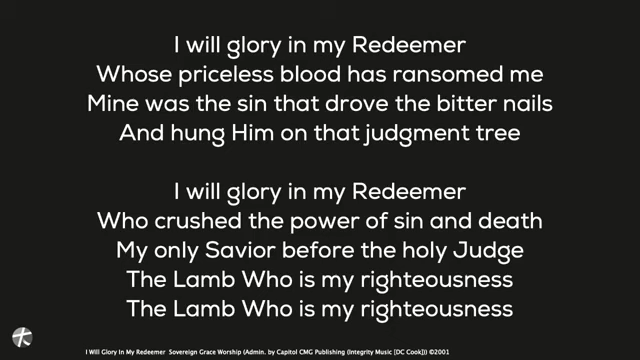 I will glory in my Redeemer
Whose priceless blood has ransomed me
Mine was the sin that drove the bitter nails
And hung Him on that judgment tree
I will glory in my Redeemer
Who crushed the power of sin and death
My only Savior before the holy Judge
The Lamb Who is my righteousness
The Lamb Who is my righteousness
I Will Glory In My Redeemer Sovereign Grace Worship (Admin. by Capitol CMG Publishing (Integrity Music [DC Cook])) ©2001